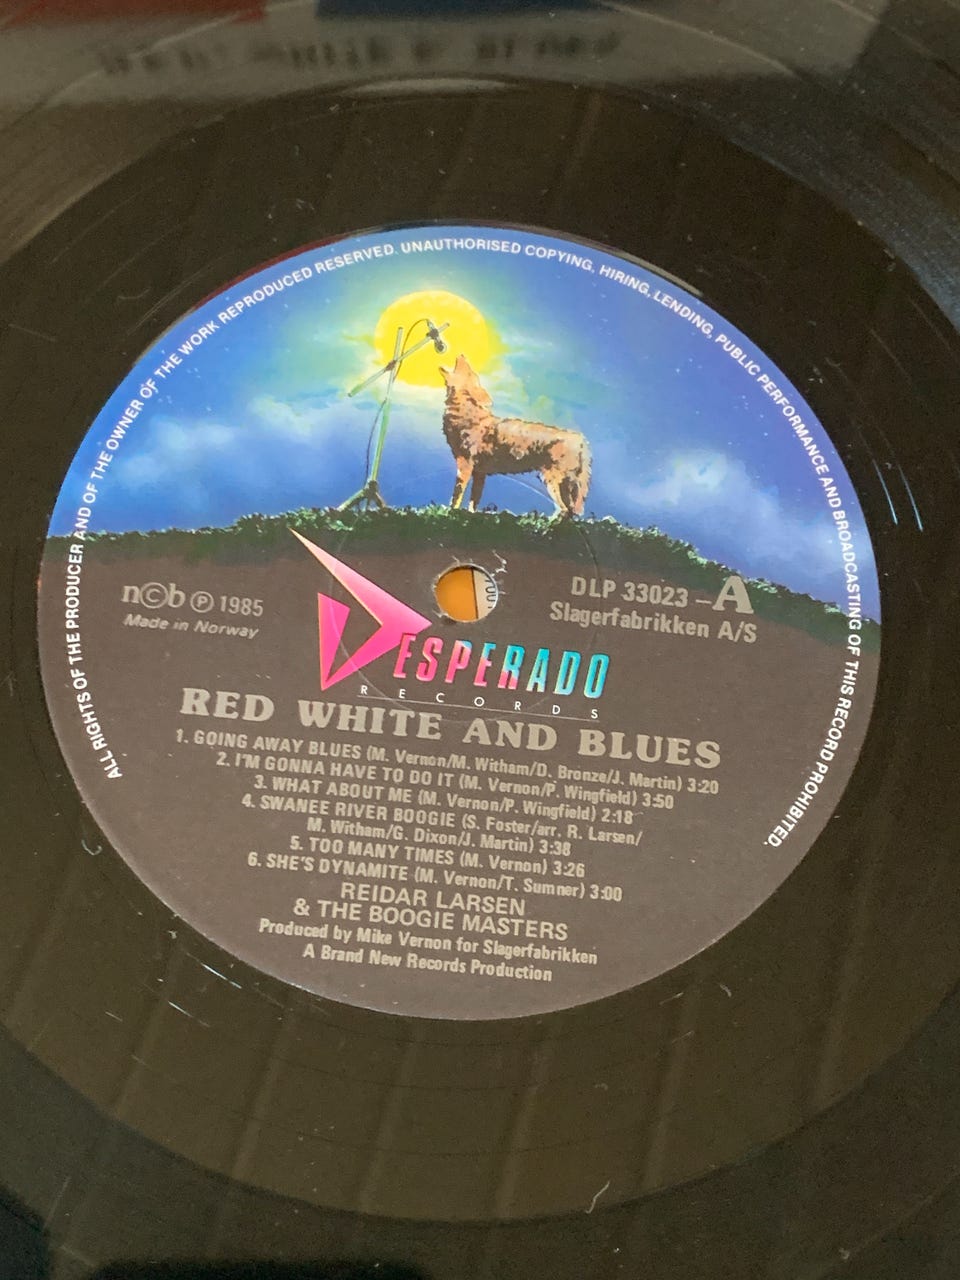 ALL RIGHTS OF THE PRODUCER AND OF THE OWNER OF THE WORK REPRODUCED RESERVED. UNAUTHORISED COPYING, HIRING, LENDING, PUBLIC PERFORMANCE AND BROADCASTING OF THIS RECORD PROHIBITED.
n©b ℗ 1985
Made in Norway
DLP 33023 – A
Slagerfabrikken A/S
DESPERADO
RECORDS
RED WHITE AND BLUES
1. GOING AWAY BLUES (M. Vernon/M. Witham/D. Bronze/J. Martin) 3:20
2. I'M GONNA HAVE TO DO IT (M. Vernon/P. Wingfield) 3:50
3. WHAT ABOUT ME (M. Vernon/P. Wingfield) 2:18
4. SWANEE RIVER BOOGIE (S. Foster/arr. R. Larsen/
M. Witham/G. Dixon/J. Martin) 3:38
5. TOO MANY TIMES (M. Vernon) 3:26
6. SHE'S DYNAMITE (M. Vernon/T. Sumner) 3:00
REIDAR LARSEN
& THE BOOGIE MASTERS
Produced by Mike Vernon for Slagerfabrikken
A Brand New Records Production